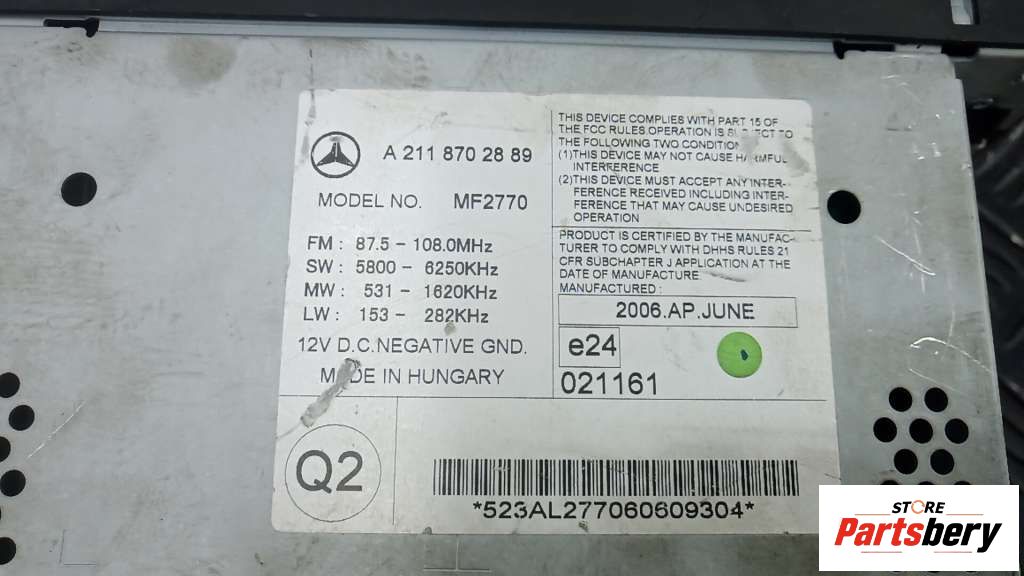 A 211 870 28 89
MODEL NO. MF2770
FM : 87.5 - 108.0MHz
SW : 5800 - 6250KHz
MW : 531 - 1620KHz
LW : 153 - 282KHz
12V D.C.NEGATIVE GND.
MADE IN HUNGARY
THIS DEVICE COMPLIES WITH PART 15 OF
THE FCC RULES OPERATION IS SUBJECT TO
THE FOLLOWING TWO CONDITION
(1)THIS DEVICE MAY NOT CAUSE HARMFUL
INTERFERENCE
(2)THIS DEVICE MUST ACCEPT ANY INTER-
FERENCE RECEIVED INCLUDING INTER-
FERENCE THAT MAY CAUSE UNDESIRED
OPERATION
PRODUCT IS CERTIFIED BY THE MANUFAC-
TURER TO COMPLY WITH DHHS RULES 21
CFR SUBCHAPTER J APPLICATION AT THE
DATE OF MANUFACTURE
MANUFACTURED :
2006.AP.JUNE
e24
021161
Q2
*523AL277060609304*
STORE
Partsbery